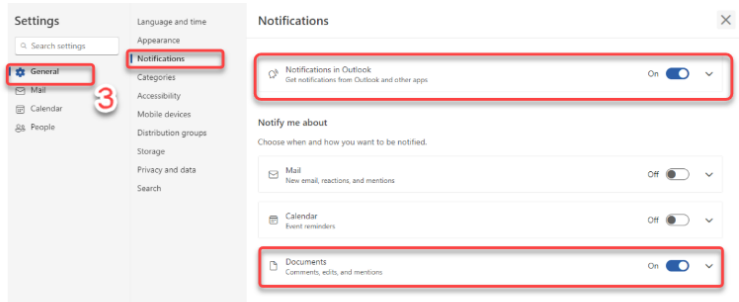 Settings
Search settings
General
Mail
Calendar
People
3
Language and time
Appearance
Notifications
Categories
Accessibility
Mobile devices
Distribution groups
Storage
Privacy and data
Search
Notifications
Notifications in Outlook
Get notifications from Outlook and other apps
On
Notify me about
Choose when and how you want to be notified.
Mail
New email, reactions, and mentions
Off
Calendar
Event reminders
Off
Documents
Comments, edits, and mentions
On